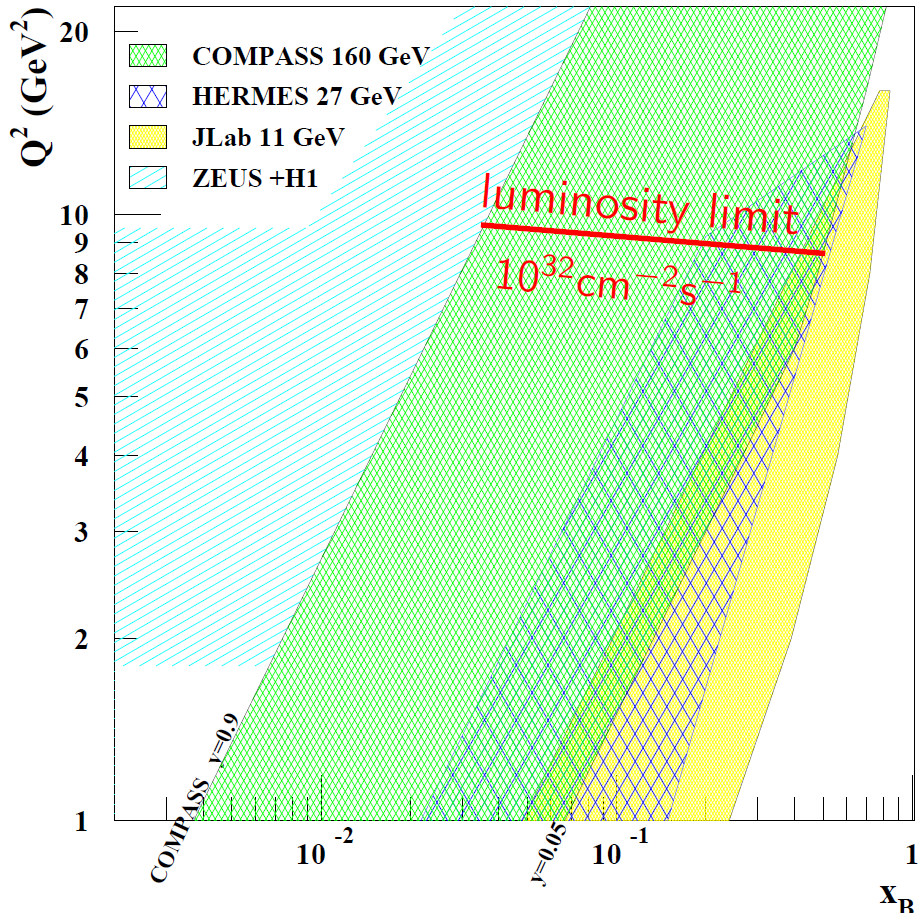 Q² (GeV²)
20
COMPASS 160 GeV
HERMES 27 GeV
JLab 11 GeV
ZEUS +H1
luminosity limit
10³²cm⁻²s⁻¹
10
9
8
7
6
5
4
3
2
1
COMPASS y=0.9
y=0.05
10⁻²
10⁻¹
1
x_B